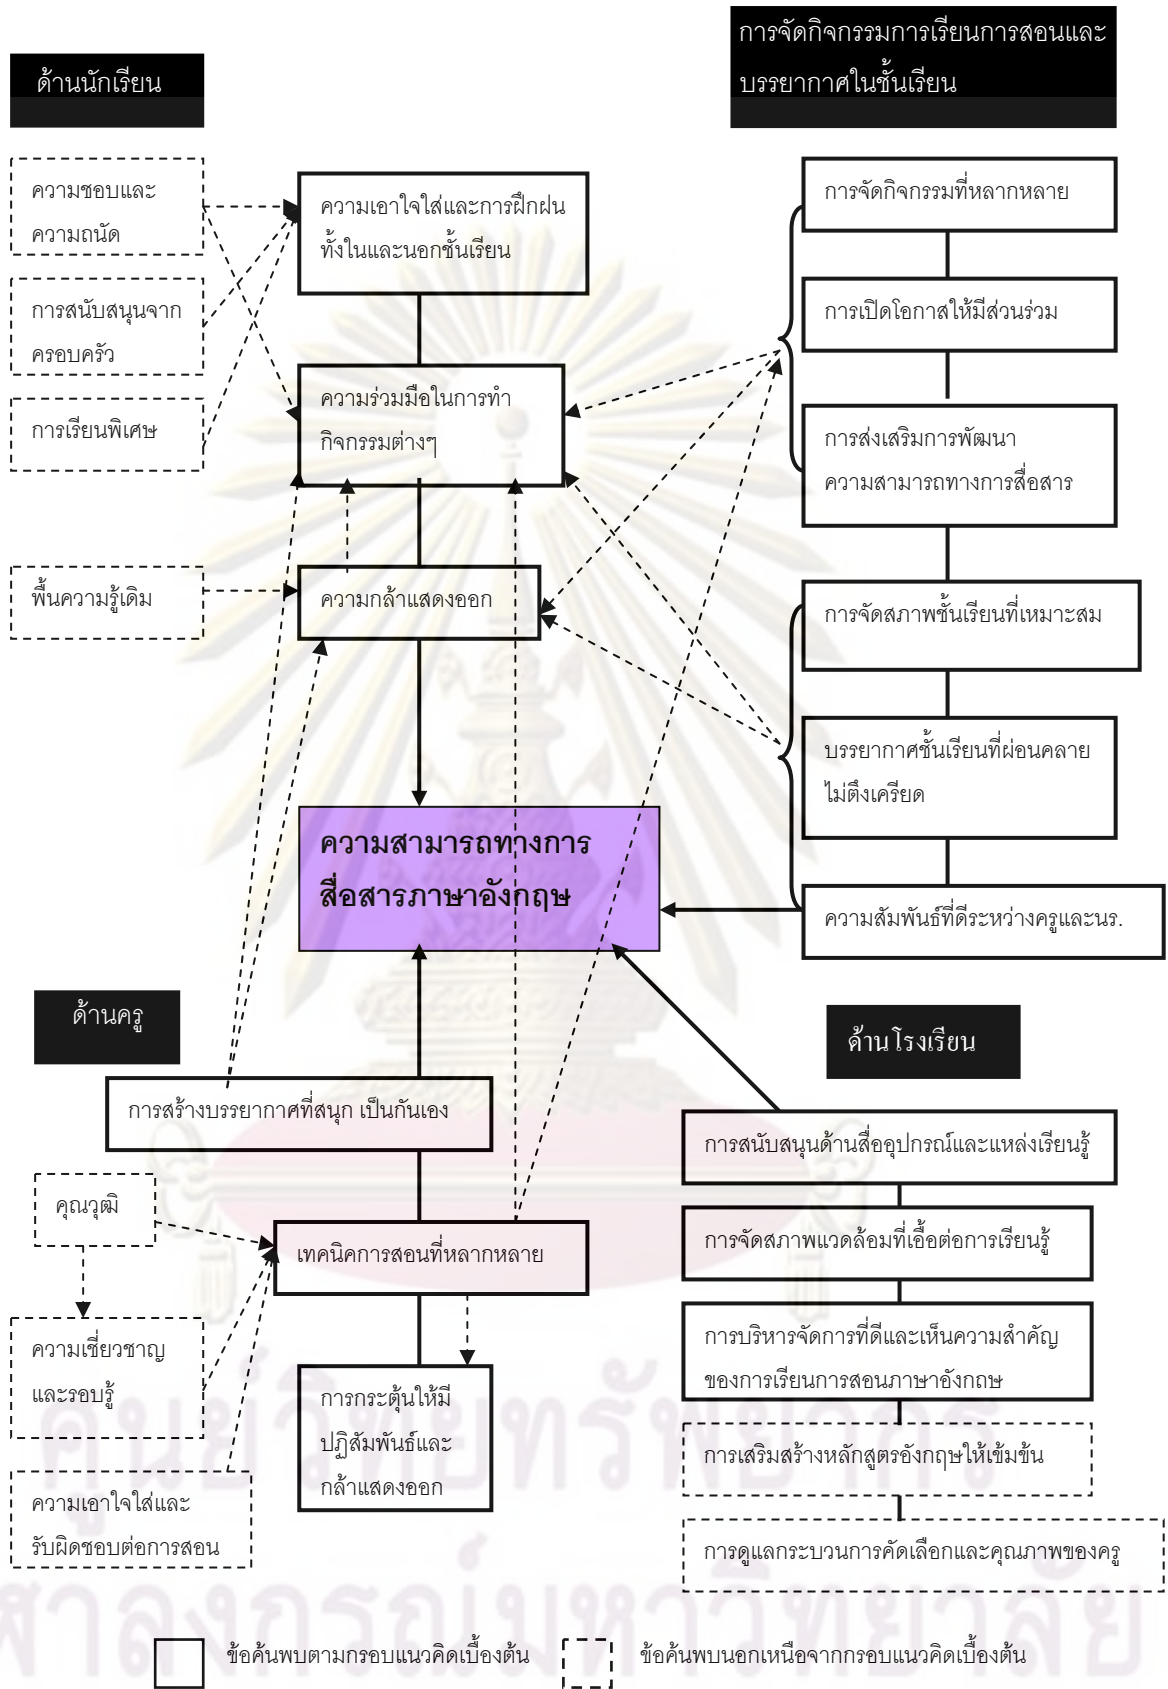 ด้านนักเรียน
การจัดกิจกรรมการเรียนการสอนและ
บรรยากาศในชั้นเรียน
ความชอบและ
ความถนัด
การสนับสนุนจาก
ครอบครัว
การเรียนพิเศษ
พื้นความรู้เดิม
ความเอาใจใส่และการฝึกฝน
ทั้งในและนอกชั้นเรียน
ความร่วมมือในการทำ
กิจกรรมต่างๆ
ความกล้าแสดงออก
การจัดกิจกรรมที่หลากหลาย
การเปิดโอกาสให้มีส่วนร่วม
การส่งเสริมการพัฒนา
ความสามารถทางการสื่อสาร
การจัดสภาพชั้นเรียนที่เหมาะสม
บรรยากาศชั้นเรียนที่ผ่อนคลาย
ไม่ตึงเครียด
ความสัมพันธ์ที่ดีระหว่างครูและนร.
ความสามารถทางการ
สื่อสารภาษาอังกฤษ
ด้านครู
การสร้างบรรยากาศที่สนุก เป็นกันเอง
คุณวุฒิ
เทคนิคการสอนที่หลากหลาย
ความเชี่ยวชาญ
และรอบรู้
การกระตุ้นให้มี
ปฏิสัมพันธ์และ
กล้าแสดงออก
ความเอาใจใส่และ
รับผิดชอบต่อการสอน
ด้านโรงเรียน
การสนับสนุนด้านสื่ออุปกรณ์และแหล่งเรียนรู้
การจัดสภาพแวดล้อมที่เอื้อต่อการเรียนรู้
การบริหารจัดการที่ดีและเห็นความสำคัญ
ของการเรียนการสอนภาษาอังกฤษ
การเสริมสร้างหลักสูตรอังกฤษให้เข้มข้น
การดูแลกระบวนการคัดเลือกและคุณภาพของครู
ศูนย์วิทยทรัพยากร
ฬาลงกรณ์มหาวิทยาลัย
ข้อค้นพบตามกรอบแนวคิดเบื้องต้น
ข้อค้นพบนอกเหนือจากกรอบแนวคิดเบื้องต้น